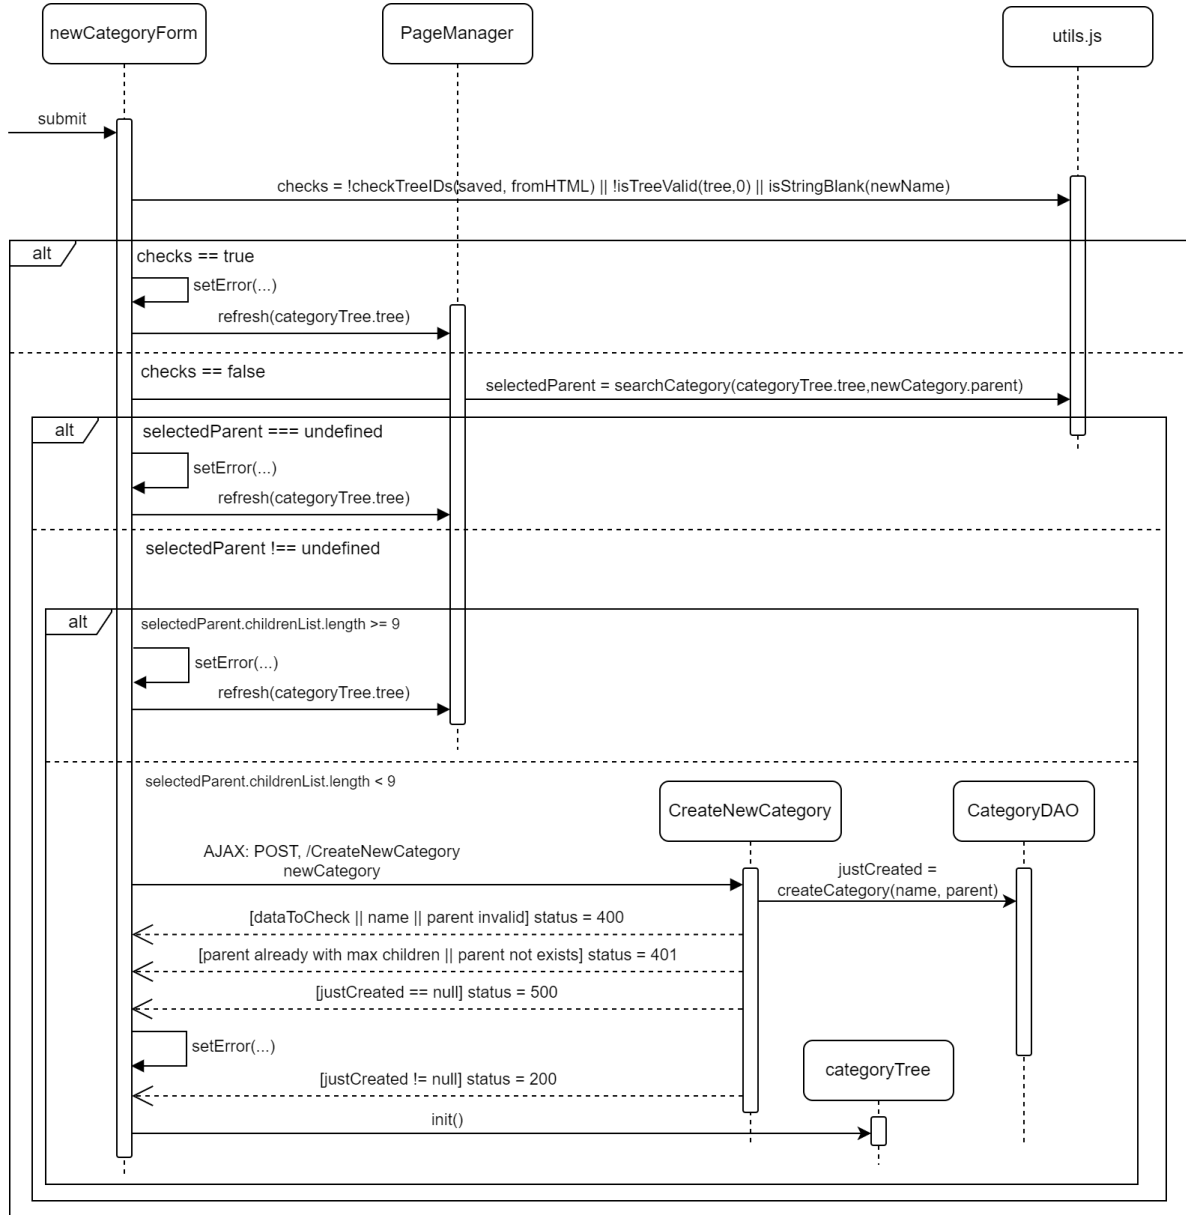 newCategoryForm
PageManager
utils.js
submit
checks = !checkTreeIDs(saved, fromHTML) || !isTreeValid(tree,0) || isStringBlank(newName)
alt
checks == true
setError(...)
refresh(categoryTree.tree)
checks == false
selectedParent = searchCategory(categoryTree.tree,newCategory.parent)
alt
selectedParent === undefined
setError(...)
refresh(categoryTree.tree)
selectedParent !== undefined
alt
selectedParent.childrenList.length >= 9
setError(...)
refresh(categoryTree.tree)
selectedParent.childrenList.length < 9
CreateNewCategory
CategoryDAO
AJAX: POST, /CreateNewCategory
newCategory
justCreated =
createCategory(name, parent)
[dataToCheck || name || parent invalid] status = 400
[parent already with max children || parent not exists] status = 401
[justCreated == null] status = 500
setError(...)
categoryTree
[justCreated != null] status = 200
init()